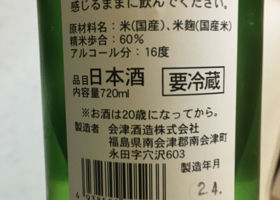 感じるままに飲んでください。
原材料名：米(国産)、米麹(国産米)
精米歩合：60％
アルコール分：16度
品目 日本酒 要冷蔵
内容量720ml
※お酒は20歳になってから。
製造者 会津酒造株式会社
福島県南会津郡南会津町
永田字穴沢603
製造年月
24.